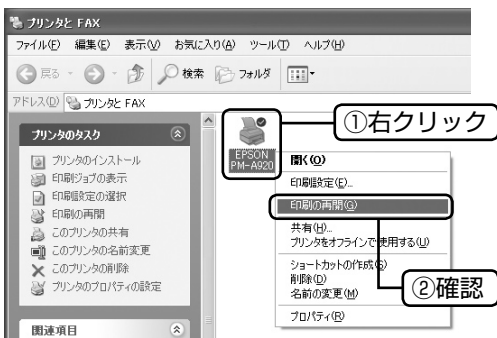 プリンタと FAX
ファイル(F) 編集(E) 表示(V) お気に入り(A) ツール(T) ヘルプ(H)
戻る 検索 フォルダ
アドレス(D) プリンタと FAX
プリンタのタスク
プリンタのインストール
印刷ジョブの表示
印刷設定の選択
印刷の再開
このプリンタの共有
このプリンタの名前変更
このプリンタの削除
プリンタのプロパティの設定
関連項目
EPSON
PM-A920
①右クリック
開く(O)
印刷設定(E)...
印刷の再開(G)
共有(H)...
プリンタをオフラインで使用する(U)
ショートカットの作成(S)
削除(D)
名前の変更(M)
プロパティ(R)
②確認